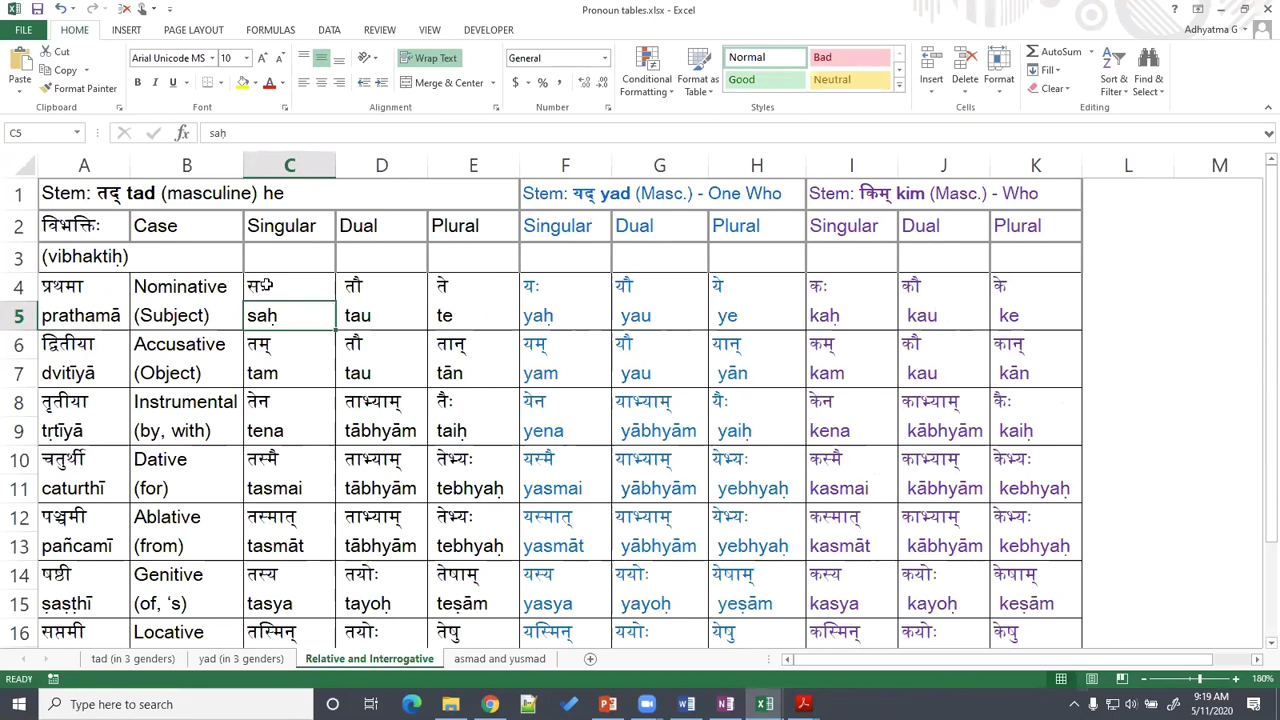 Pronoun tables.xlsx - Excel
FILE HOME INSERT PAGE LAYOUT FORMULAS DATA REVIEW VIEW DEVELOPER Adhyatma G
Paste Cut Copy Format Painter Clipboard
Arial Unicode MS 10 B I U Font
Wrap Text Merge & Center Alignment
General $ % , Number
Conditional Formatting Format as Table Normal Bad Good Neutral Styles
Insert Delete Format Cells
AutoSum Fill Clear Sort & Filter Find & Select Editing
C5 fx saḥ
A B C D E F G H I J K L M
1 Stem: तद् tad (masculine) he Stem: यद् yad (Masc.) - One Who Stem: किम् kim (Masc.) - Who
2 विभक्तिः Case Singular Dual Plural Singular Dual Plural Singular Dual Plural
3 (vibhaktiḥ)
4 प्रथमा Nominative तौ ते यः यौ ये कः कौ के
5 prathamā (Subject) saḥ tau te yaḥ yau ye kaḥ kau ke
6 द्वितीया Accusative तम् तौ तान् यम् यौ यान् कम् कौ कान्
7 dvitīyā (Object) tam tau tān yam yau yān kam kau kān
8 तृतीया Instrumental तेन ताभ्याम् तैः येन याभ्याम् यैः केन काभ्याम् कैः
9 tṛtīyā (by, with) tena tābhyām taiḥ yena yābhyām yaiḥ kena kābhyām kaiḥ
10 चतुर्थी Dative तस्मै ताभ्याम् तेभ्यः यस्मै याभ्याम् येभ्यः कस्मै काभ्याम् केभ्यः
11 caturthī (for) tasmai tābhyām tebhyaḥ yasmai yābhyām yebhyaḥ kasmai kābhyām kebhyaḥ
12 पञ्चमी Ablative तस्मात् ताभ्याम् तेभ्यः यस्मात् याभ्याम् येभ्यः कस्मात् काभ्याम् केभ्यः
13 pañcamī (from) tasmāt tābhyām tebhyaḥ yasmāt yābhyām yebhyaḥ kasmāt kābhyām kebhyaḥ
14 षष्ठी Genitive तस्य तयोः तेषाम् यस्य ययोः येषाम् कस्य कयोः केषाम्
15 ṣaṣṭhī (of, ‘s) tasya tayoḥ teṣām yasya yayoḥ yeṣām kasya kayoḥ keṣām
16 सप्तमी Locative तस्मिन् तयोः तेषु यस्मिन् ययोः येषु कस्मिन् कयोः केषु
tad (in 3 genders) yad (in 3 genders) Relative and Interrogative asmad and yusmad
READY 180%
Type here to search 9:19 AM
5/11/2020